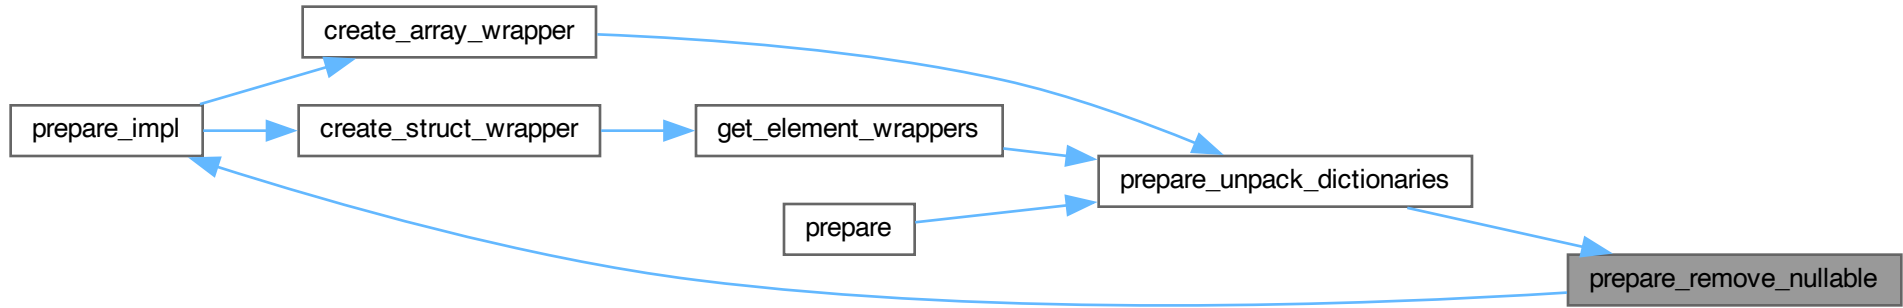 create_array_wrapper
prepare_impl
create_struct_wrapper
get_element_wrappers
prepare_unpack_dictionaries
prepare
prepare_remove_nullable